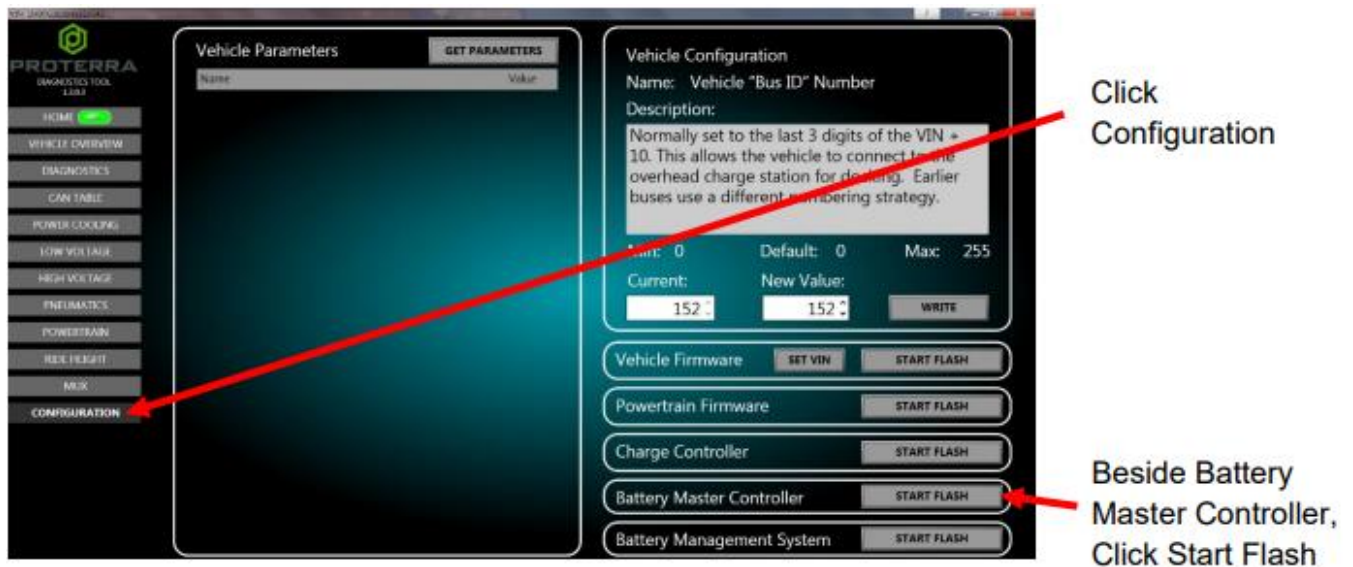 PROTERRA
DIAGNOSTICS TOOL
HOME
VEHICLE OVERVIEW
DIAGNOSTICS
CAN TABLE
POWER COOLING
LOW VOLTAGE
HIGH VOLTAGE
PNEUMATICS
POWERTRAIN
RIDE HEIGHT
MUX
CONFIGURATION
Vehicle Parameters GET PARAMETERS
Name Value
Vehicle Configuration
Name: Vehicle "Bus ID" Number
Description:
Normally set to the last 3 digits of the VIN +
10. This allows the vehicle to connect to the
overhead charge station for docking. Earlier
buses use a different numbering strategy.
Min: 0 Default: 0 Max: 255
Current: New Value:
152 152 WRITE
Vehicle Firmware SET VIN START FLASH
Powertrain Firmware START FLASH
Charge Controller START FLASH
Battery Master Controller START FLASH
Battery Management System START FLASH
Click
Configuration
Beside Battery
Master Controller,
Click Start Flash